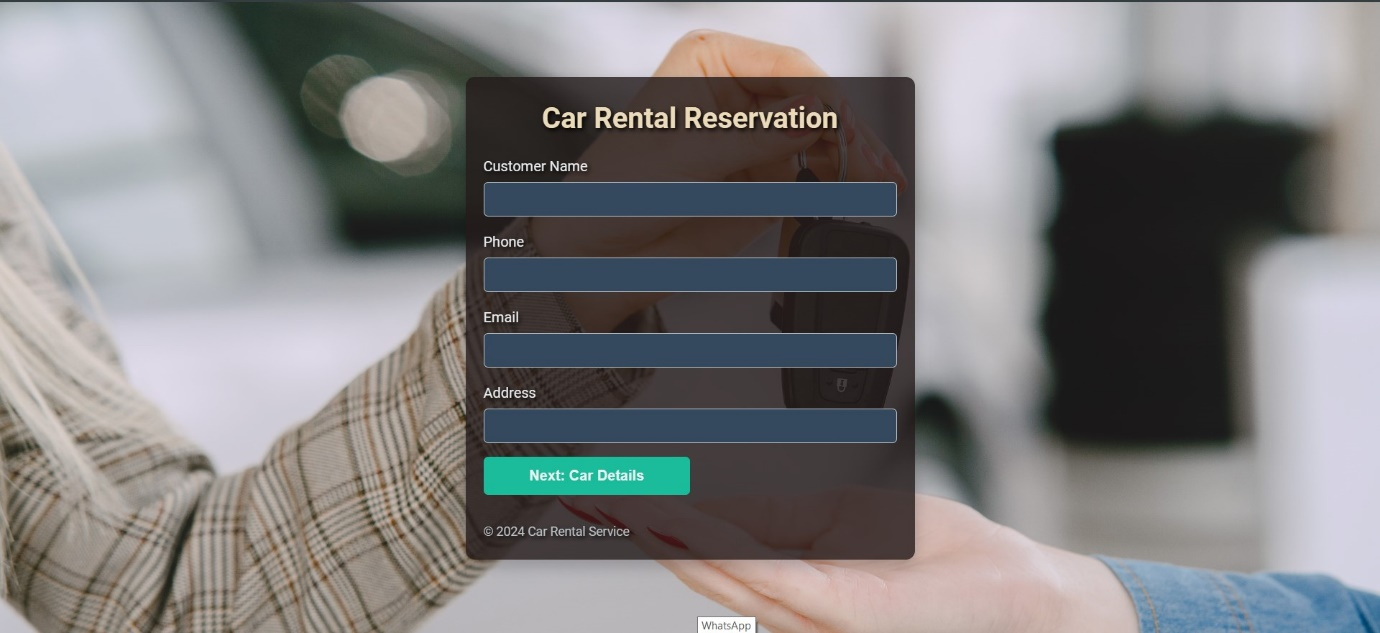 Car Rental Reservation
Customer Name
Phone
Email
Address
Next: Car Details
© 2024 Car Rental Service
WhatsApp